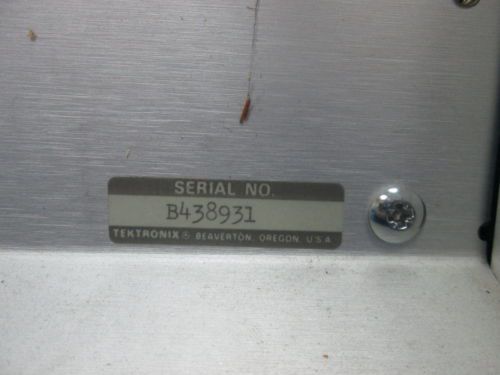 SERIAL NO.
B438931
TEKTRONIX ® BEAVERTON, OREGON, U.S.A.